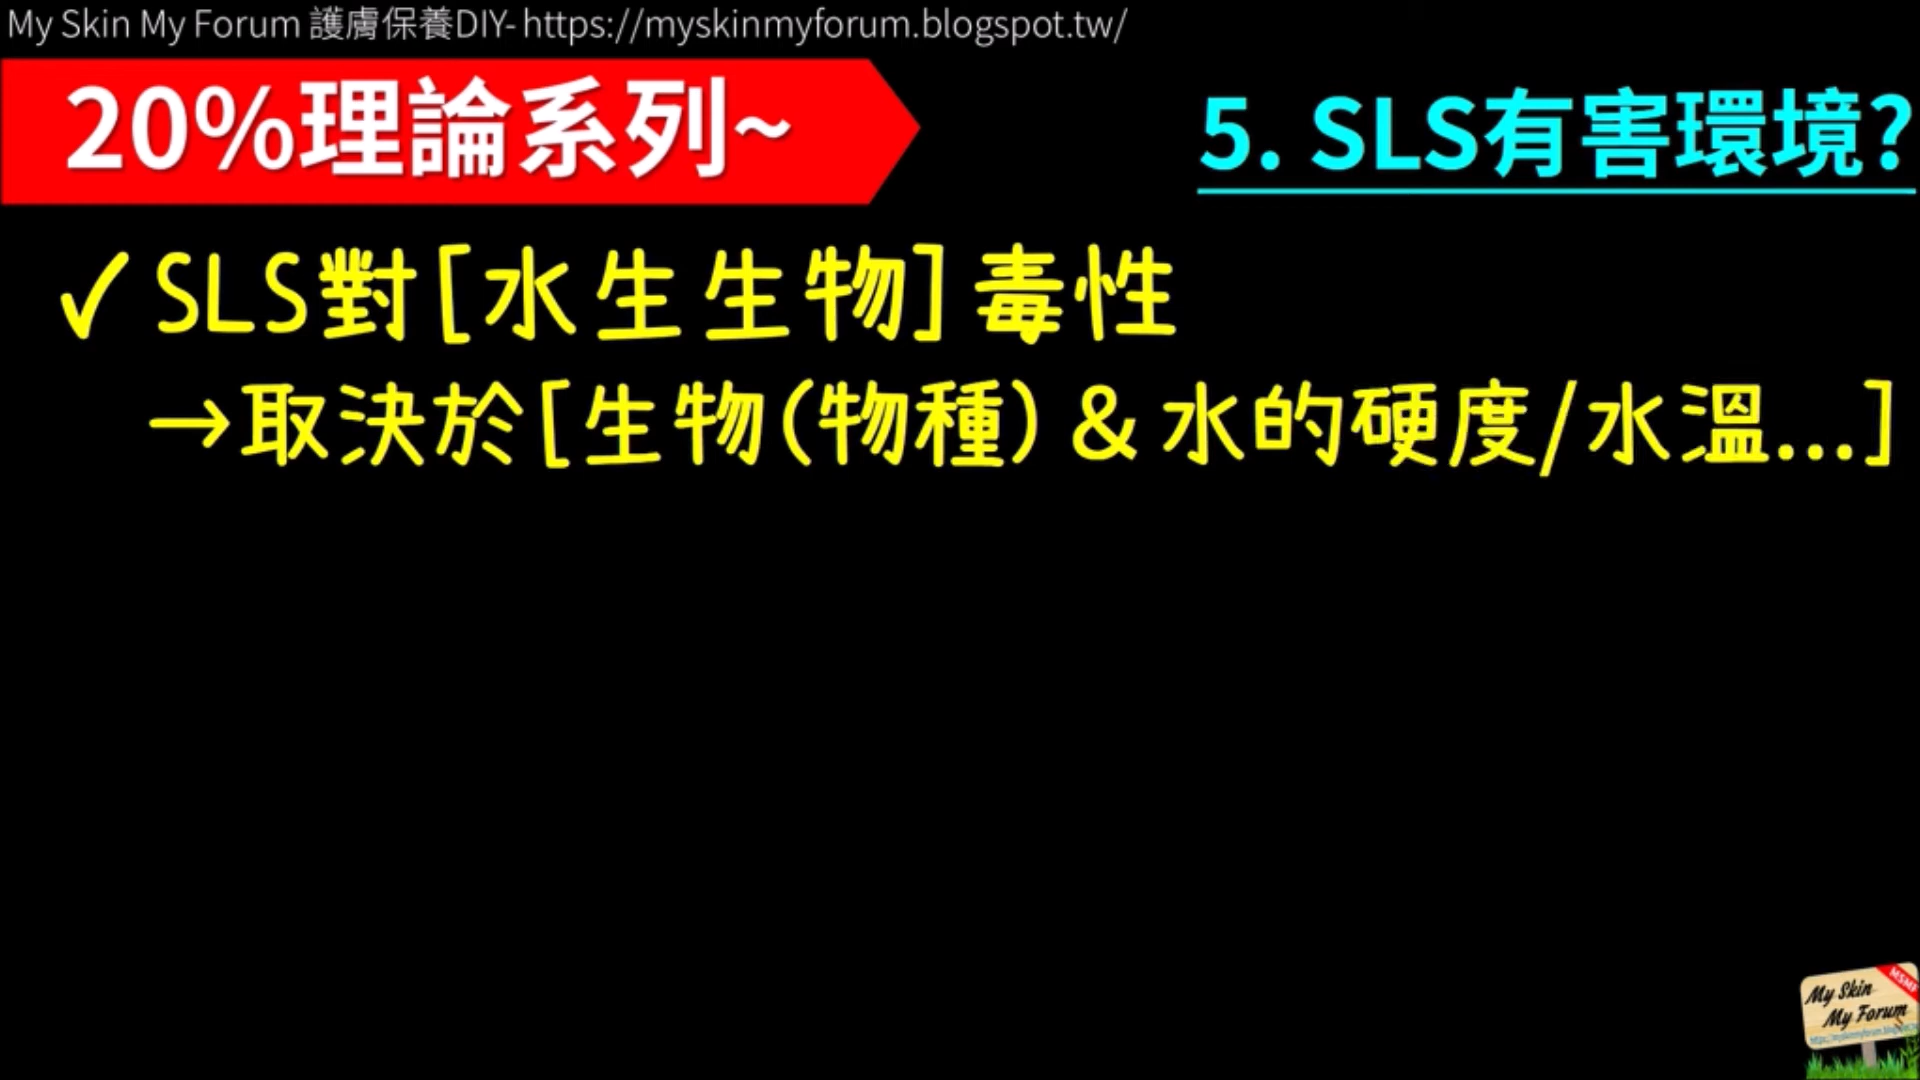 My Skin My Forum 護膚保養DIY- https://myskinmyforum.blogspot.tw/
20%理論系列~
5. SLS有害環境?
✓ SLS對[水生生物]毒性
→取決於[生物(物種) & 水的硬度/水溫...]
MSMF
My Skin
My Forum